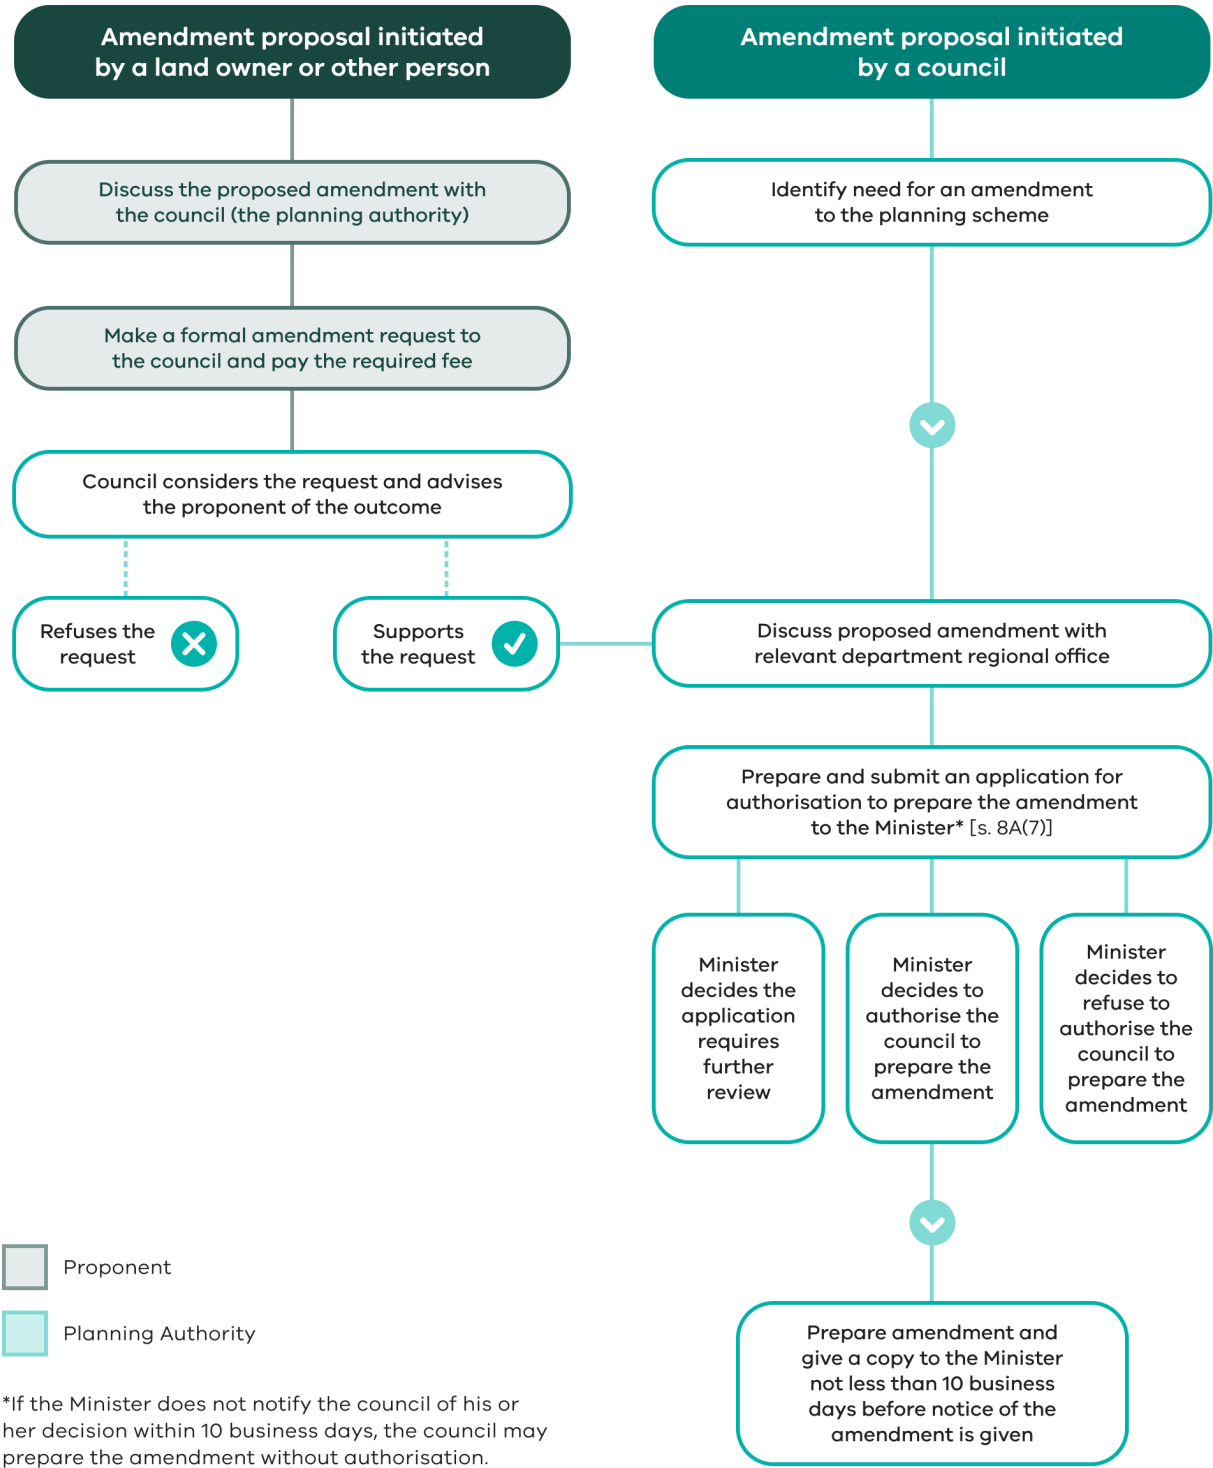 Amendment proposal initiated
by a land owner or other person
Discuss the proposed amendment with
the council (the planning authority)
Make a formal amendment request to
the council and pay the required fee
Council considers the request and advises
the proponent of the outcome
Refuses the
request
Supports
the request
Amendment proposal initiated
by a council
Identify need for an amendment
to the planning scheme
Discuss proposed amendment with
relevant department regional office
Prepare and submit an application for
authorisation to prepare the amendment
to the Minister* [s. 8A(7)]
Minister
decides the
application
requires
further
review
Minister
decides to
authorise the
council to
prepare the
amendment
Minister
decides to
refuse to
authorise the
council to
prepare the
amendment
Prepare amendment and
give a copy to the Minister
not less than 10 business
days before notice of the
amendment is given
Proponent
Planning Authority
*If the Minister does not notify the council of his or
her decision within 10 business days, the council may
prepare the amendment without authorisation.